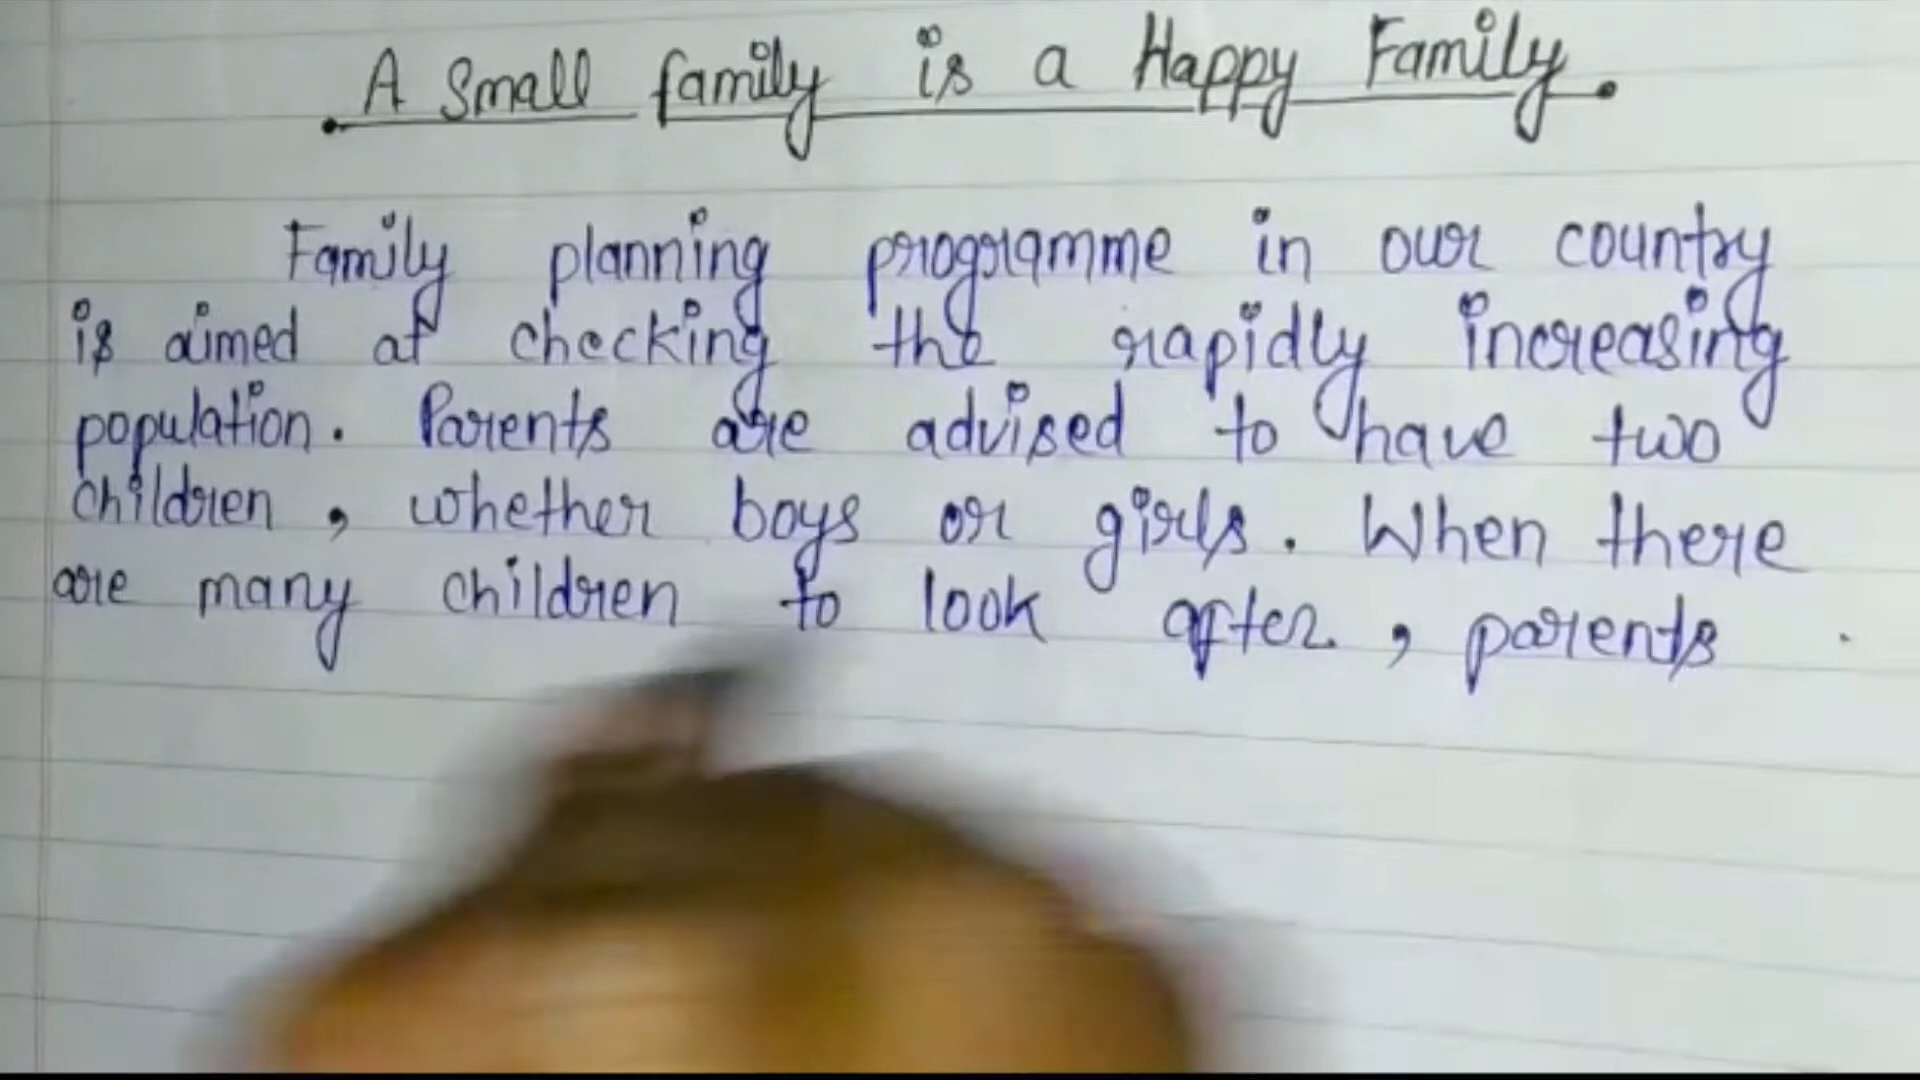 A Small family is a Happy Family.
Family planning programme in our country
is aimed at checking the rapidly increasing
population. Parents are advised to have two
children, whether boys or girls. When there
are many children to look after, parents